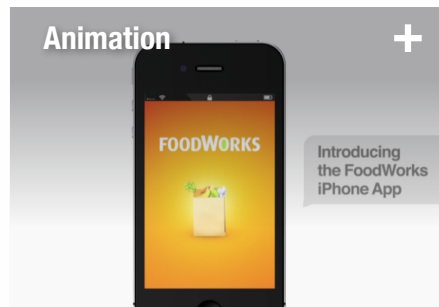 Animation
FOODWORKS
Introducing
the FoodWorks
iPhone App